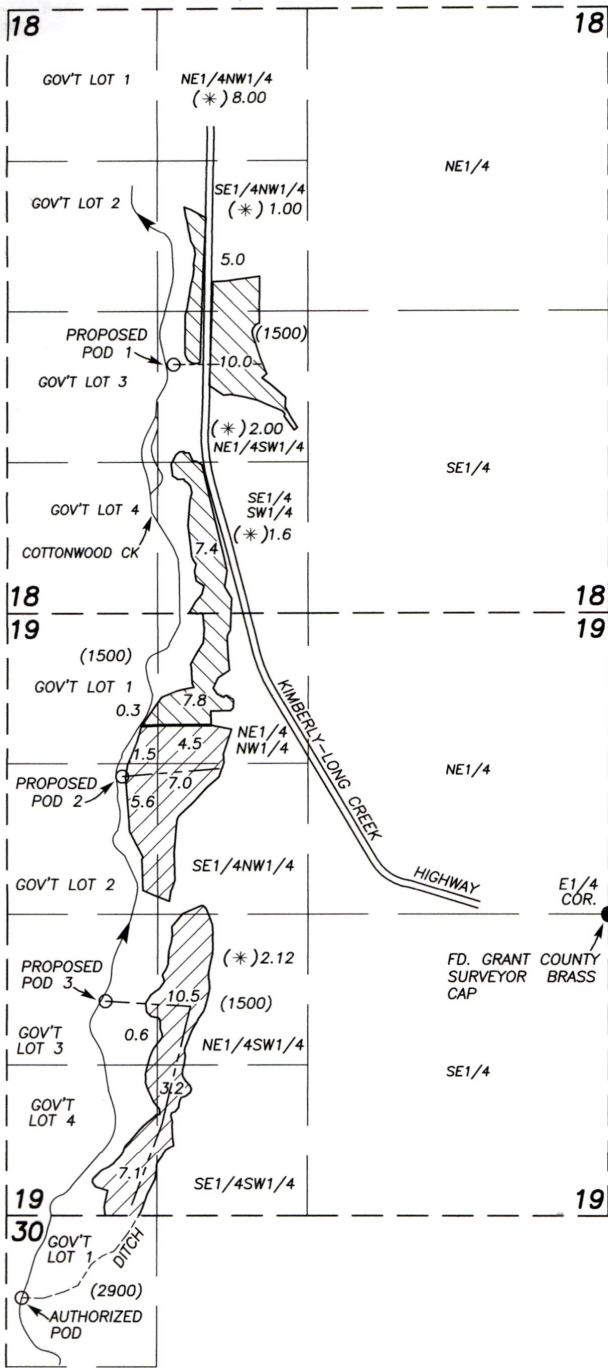 18
18
GOV'T LOT 1
NE1/4NW1/4
(*) 8.00
NE1/4
GOV'T LOT 2
SE1/4NW1/4
(*) 1.00
5.0
PROPOSED
POD 1
(1500)
10.0
GOV'T LOT 3
(*) 2.00
NE1/4SW1/4
SE1/4
GOV'T LOT 4
SE1/4
SW1/4
(*) 1.6
COTTONWOOD CK
7.4
18
18
19
19
(1500)
GOV'T LOT 1
7.8
0.3
NE1/4
NW1/4
4.5
1.5
KIMBERLY-LONG CREEK
HIGHWAY
NE1/4
PROPOSED
POD 2
7.0
5.6
SE1/4NW1/4
GOV'T LOT 2
E1/4
COR.
(*) 2.12
FD. GRANT COUNTY
SURVEYOR BRASS
CAP
PROPOSED
POD 3
10.5
(1500)
0.6
GOV'T
LOT 3
NE1/4SW1/4
SE1/4
GOV'T
LOT 4
3.2
7.1
SE1/4SW1/4
19
19
30
GOV'T
LOT 1
DITCH
(2900)
AUTHORIZED
POD